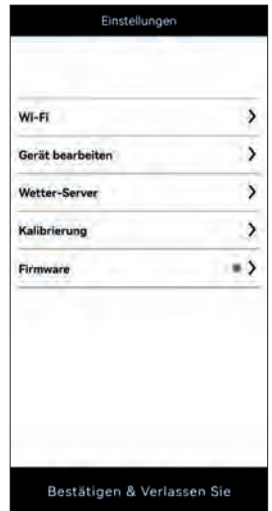 Einstellungen
Wi-Fi
Gerät bearbeiten
Wetter-Server
Kalibrierung
Firmware
Bestätigen & Verlassen Sie